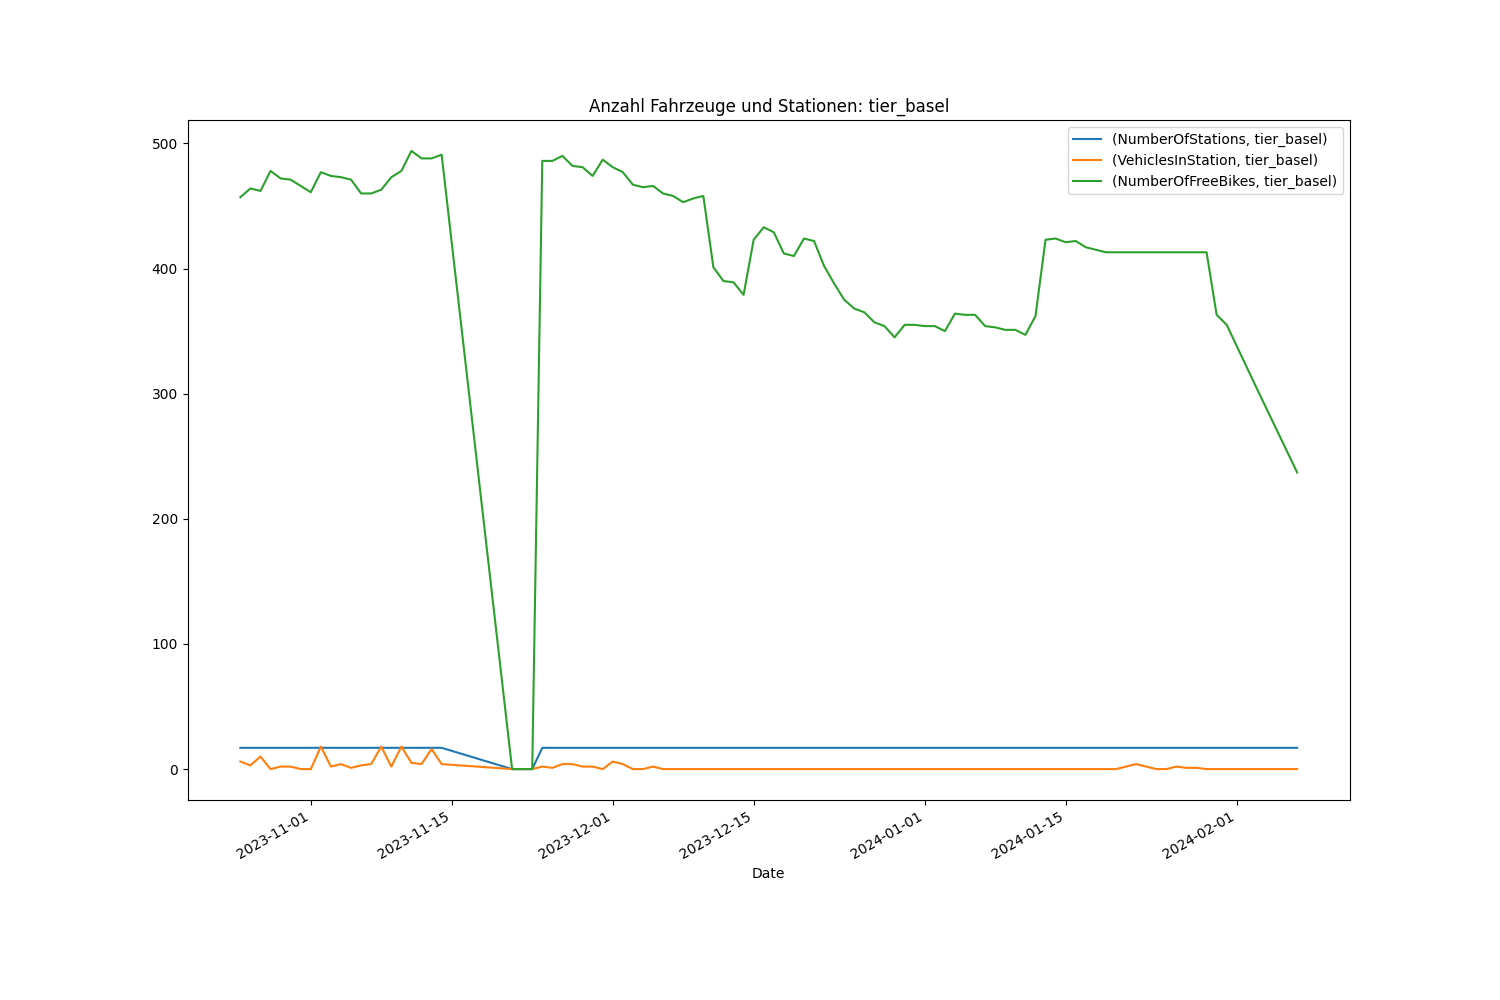 Anzahl Fahrzeuge und Stationen: tier_basel
(NumberOfStations, tier_basel)
(VehiclesInStation, tier_basel)
(NumberOfFreeBikes, tier_basel)
500
400
300
200
100
0
2023-11-01
2023-11-15
2023-12-01
2023-12-15
2024-01-01
2024-01-15
2024-02-01
Date